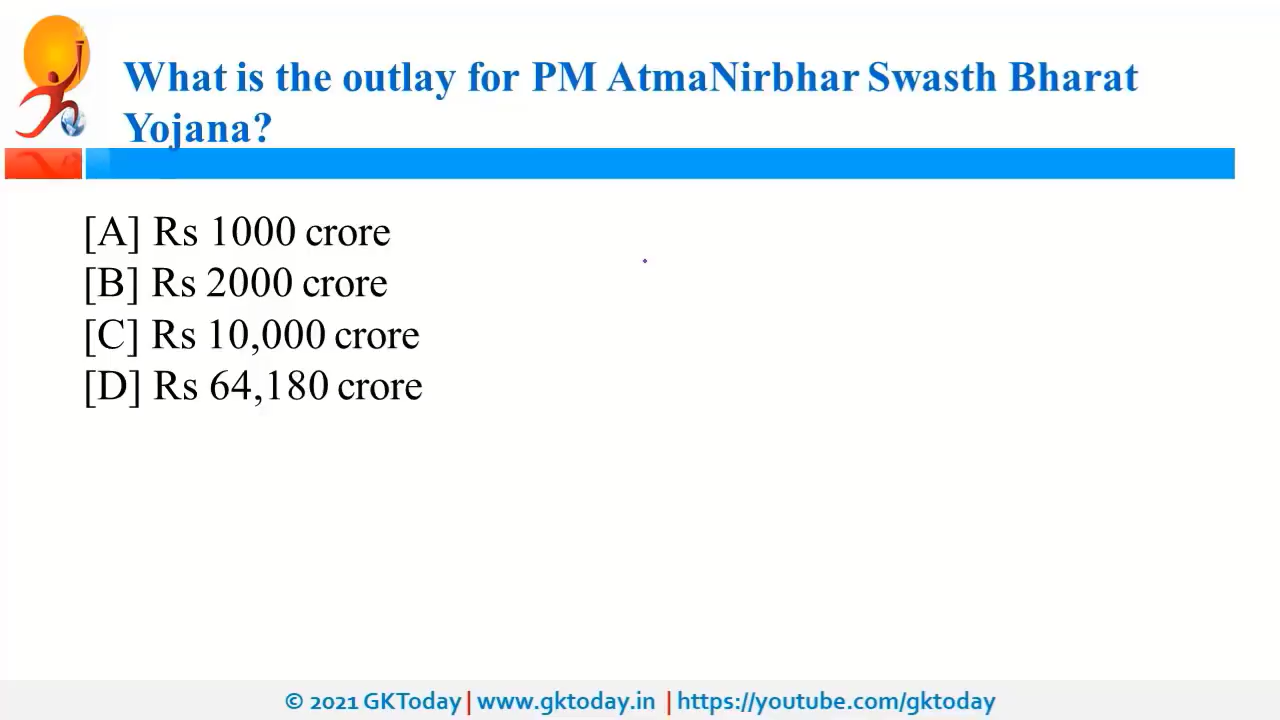 What is the outlay for PM AtmaNirbhar Swasth Bharat
Yojana?
[A] Rs 1000 crore
[B] Rs 2000 crore
[C] Rs 10,000 crore
[D] Rs 64,180 crore
© 2021 GKToday | www.gktoday.in | https://youtube.com/gktoday